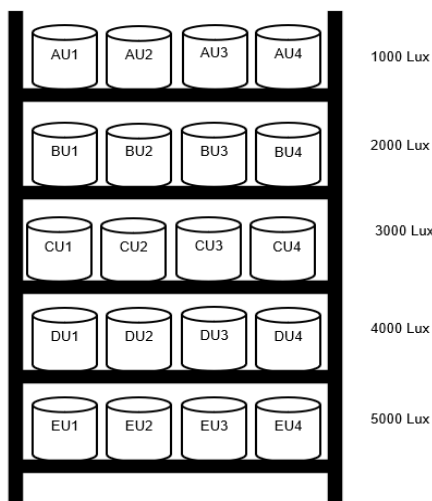 AU1 AU2 AU3 AU4 1000 Lux
BU1 BU2 BU3 BU4 2000 Lux
CU1 CU2 CU3 CU4 3000 Lux
DU1 DU2 DU3 DU4 4000 Lux
EU1 EU2 EU3 EU4 5000 Lux